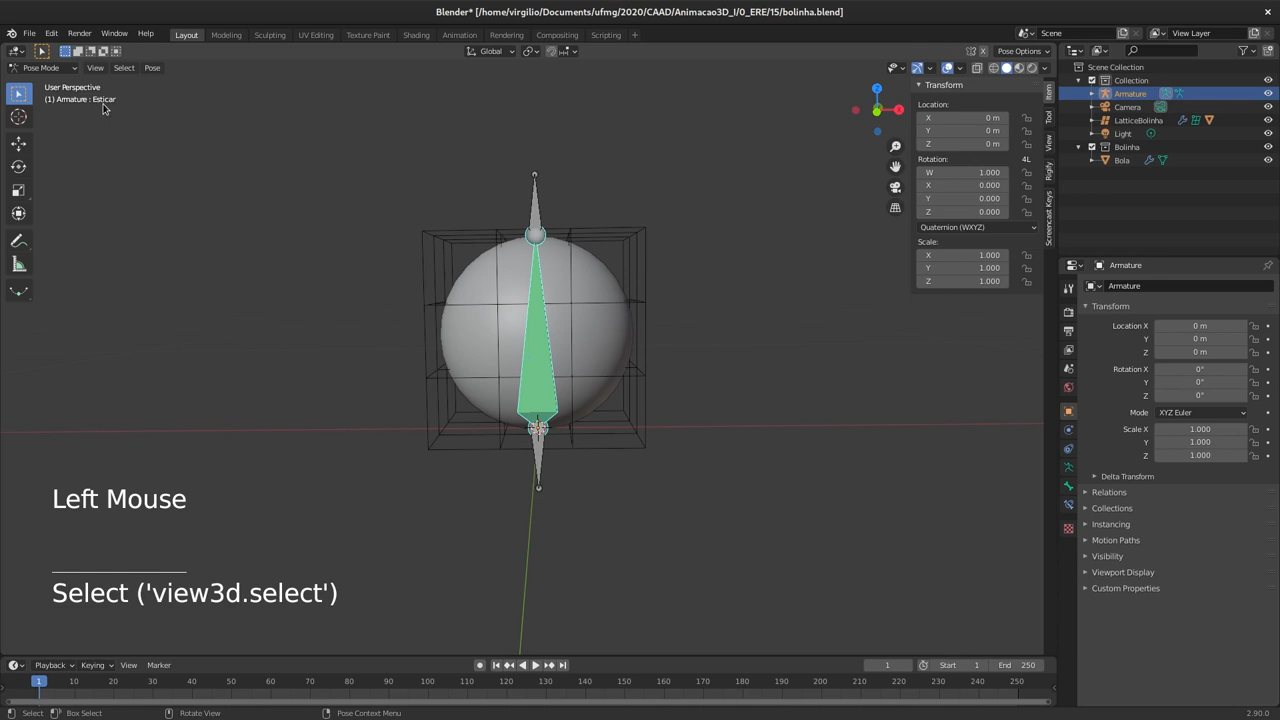 Blender* [/home/virgilio/Documents/ufmg/2020/CAAD/Animacao3D_I/0_ERE/15/bolinha.blend]
File Edit Render Window Help
Layout Modeling Sculpting UV Editing Texture Paint Shading Animation Rendering Compositing Scripting
Scene
View Layer
Global
Pose Options
Pose Mode View Select Pose
User Perspective
(1) Armature : Esticar
Transform
Location:
X 0 m
Y 0 m
Z 0 m
Rotation: 4L
W 1.000
X 0.000
Y 0.000
Z 0.000
Quaternion (WXYZ)
Scale:
X 1.000
Y 1.000
Z 1.000
Item
Tool
View
Rigify
Screencast Keys
Z
X
Scene Collection
Collection
Armature
Camera
LatticeBolinha
Light
Bolinha
Bola
Armature
Armature
Transform
Location X 0 m
Y 0 m
Z 0 m
Rotation X 0°
Y 0°
Z 0°
Mode XYZ Euler
Scale X 1.000
Y 1.000
Z 1.000
Delta Transform
Relations
Collections
Instancing
Motion Paths
Visibility
Viewport Display
Custom Properties
Left Mouse
Select ('view3d.select')
Playback Keying View Marker
1 Start 1 End 250
1 10 20 30 40 50 60 70 80 90 100 110 120 130 140 150 160 170 180 190 200 210 220 230 240 250
Select Box Select Rotate View Pose Context Menu 2.90.0